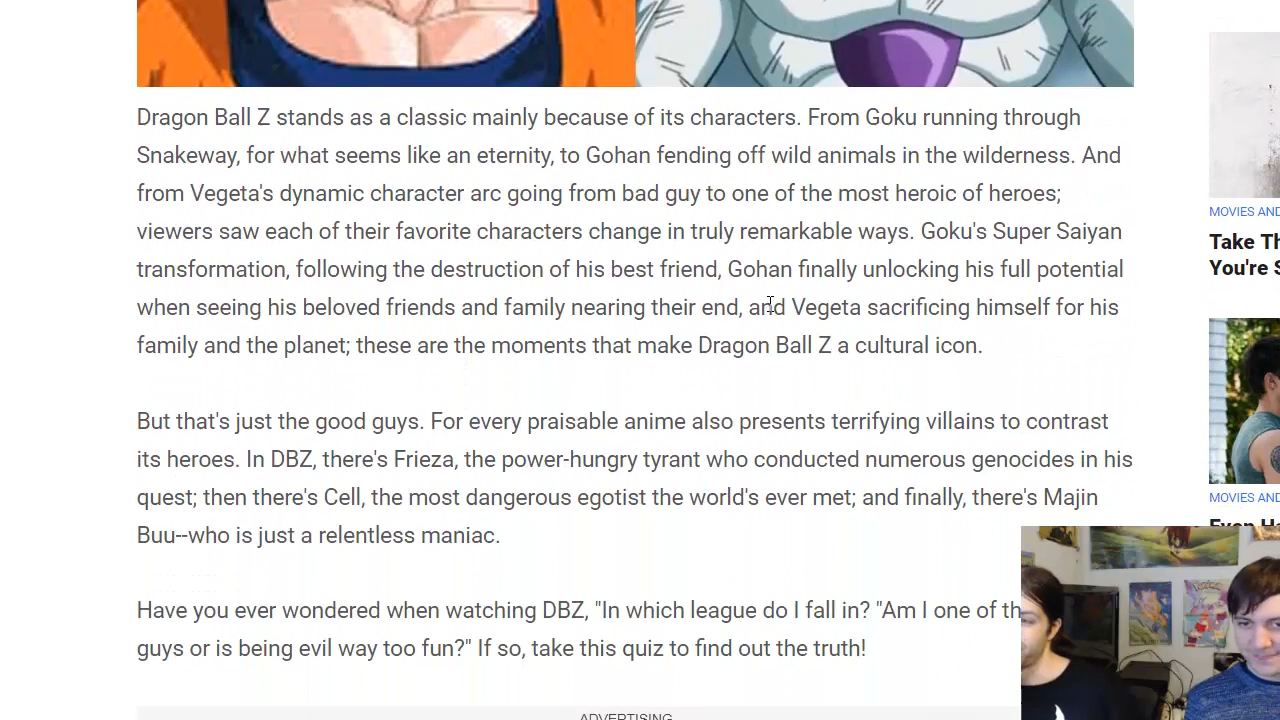 Dragon Ball Z stands as a classic mainly because of its characters. From Goku running through
Snakeway, for what seems like an eternity, to Gohan fending off wild animals in the wilderness. And
from Vegeta's dynamic character arc going from bad guy to one of the most heroic of heroes;
viewers saw each of their favorite characters change in truly remarkable ways. Goku's Super Saiyan
transformation, following the destruction of his best friend, Gohan finally unlocking his full potential
when seeing his beloved friends and family nearing their end, and Vegeta sacrificing himself for his
family and the planet; these are the moments that make Dragon Ball Z a cultural icon.
But that's just the good guys. For every praisable anime also presents terrifying villains to contrast
its heroes. In DBZ, there's Frieza, the power-hungry tyrant who conducted numerous genocides in his
quest; then there's Cell, the most dangerous egotist the world's ever met; and finally, there's Majin
Buu--who is just a relentless maniac.
Have you ever wondered when watching DBZ, "In which league do I fall in? "Am I one of th
guys or is being evil way too fun?" If so, take this quiz to find out the truth!
ADVERTISING
MOVIES AND
Take Th
You're S
MOVIES AND